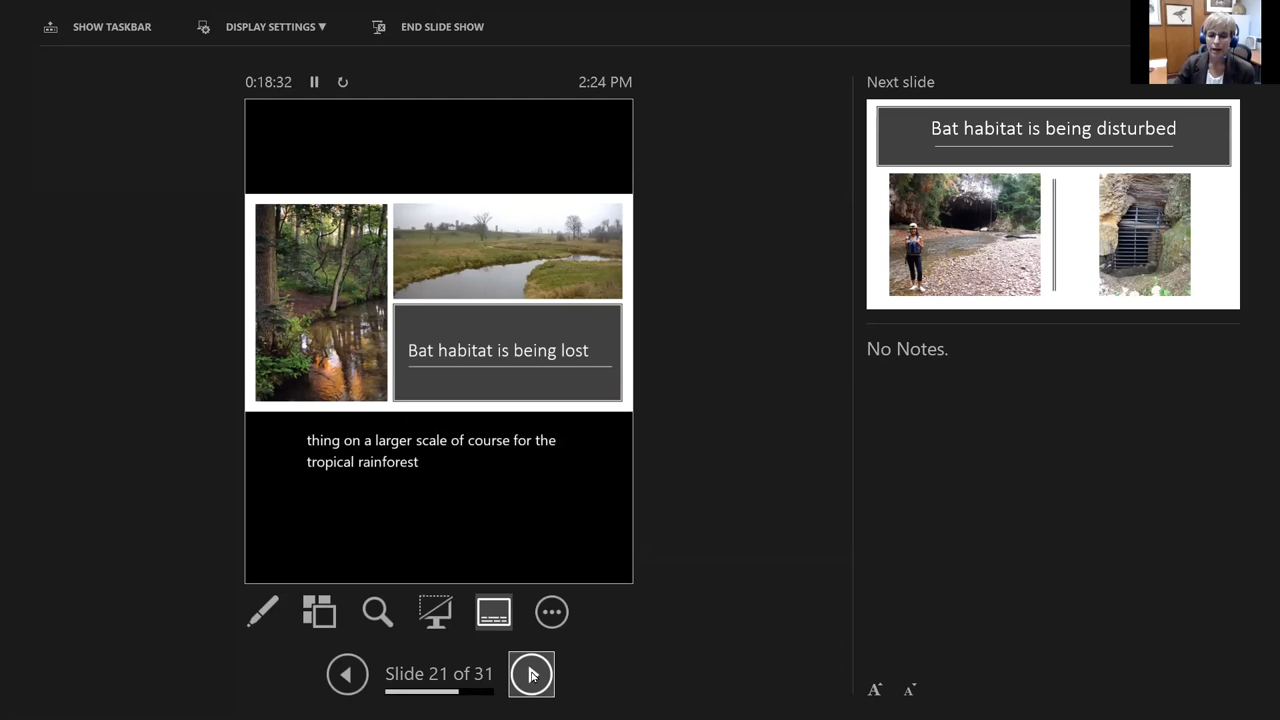 SHOW TASKBAR
DISPLAY SETTINGS ▼
END SLIDE SHOW
0:18:32
2:24 PM
Bat habitat is being lost
thing on a larger scale of course for the
tropical rainforest
Slide 21 of 31
Next slide
Bat habitat is being disturbed
No Notes.
A
A